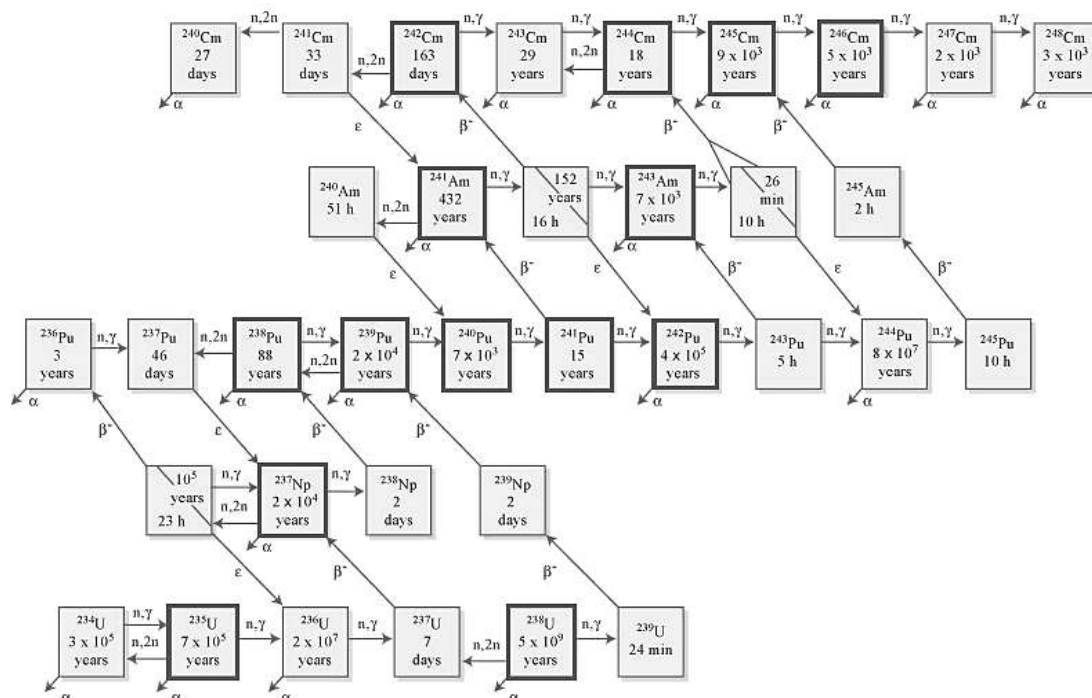 n,2n n,γ n,γ n,γ n,γ n,γ n,γ
²⁴⁰Cm ²⁴¹Cm ²⁴²Cm ²⁴³Cm ²⁴⁴Cm ²⁴⁵Cm ²⁴⁶Cm ²⁴⁷Cm ²⁴⁸Cm
27 33 163 29 18 9 x 10³ 5 x 10³ 2 x 10³ 3 x 10³
days days days years years years years years years
n,2n n,2n
α α α α α α α α
ε β⁻ β⁻ β⁻
n,γ n,γ n,γ
²⁴⁰Am ²⁴¹Am 152 ²⁴³Am 26 ²⁴⁵Am
51 h 432 years 7 x 10³ min 2 h
years 16 h years 10 h
n,2n
α α
ε β⁻ ε β⁻ ε β⁻
n,γ n,γ n,γ n,γ n,γ n,γ n,γ n,γ
²³⁶Pu ²³⁷Pu ²³⁸Pu ²³⁹Pu ²⁴⁰Pu ²⁴¹Pu ²⁴²Pu ²⁴³Pu ²⁴⁴Pu ²⁴⁵Pu
3 46 88 2 x 10⁴ 7 x 10³ 15 4 x 10⁵ 5 h 8 x 10⁷ 10 h
years days years years years years years years
n,2n n,2n
α α α α α α
β⁻ ε β⁻ β⁻
n,γ n,γ
10⁵ ²³⁷Np ²³⁸Np ²³⁹Np
years 2 x 10⁴ 2 2
23 h years days days
n,2n
α
ε β⁻ β⁻
n,γ n,γ n,γ n,γ
²³⁴U ²³⁵U ²³⁶U ²³⁷U ²³⁸U ²³⁹U
3 x 10⁵ 7 x 10⁵ 2 x 10⁷ 7 5 x 10⁹ 24 min
years years years days years
n,2n n,2n
α α α α